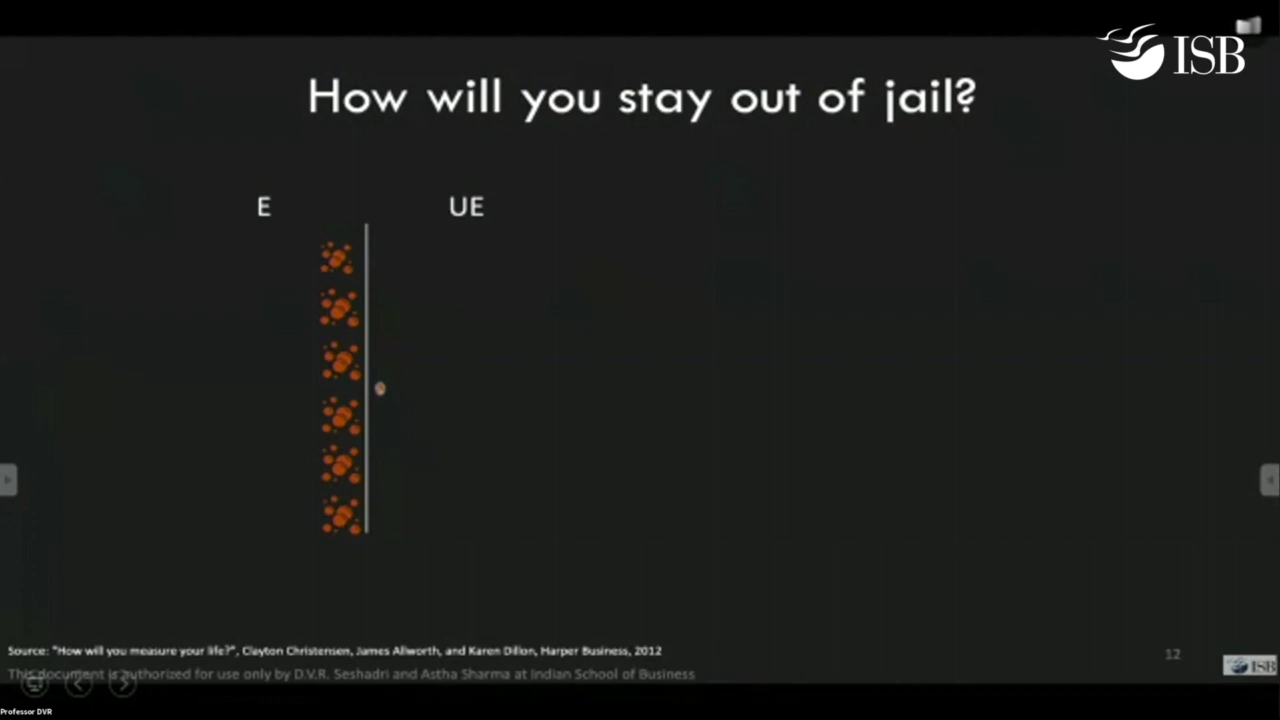 ISB
How will you stay out of jail?
E UE
Source: "How will you measure your life?", Clayton Christensen, James Allworth, and Karen Dillon, Harper Business, 2012
12
This document is authorized for use only by D.V.R. Seshadri and Astha Sharma at Indian School of Business
ISB
Professor DVR